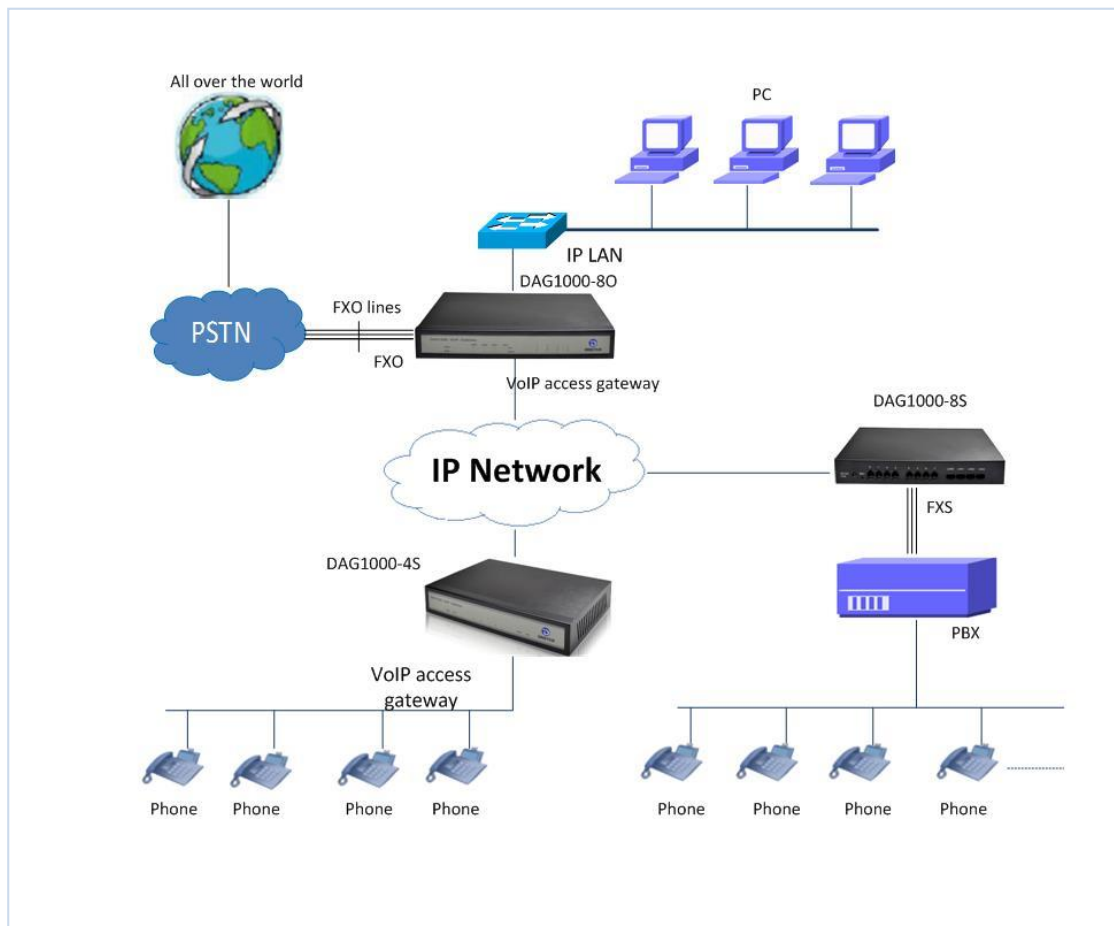 All over the world
PC
IP LAN
DAG1000-8O
FXO lines
PSTN
FXO
VoIP access gateway
DAG1000-8S
IP Network
FXS
DAG1000-4S
PBX
VoIP access
gateway
Phone
Phone
Phone
Phone
Phone
Phone
Phone
Phone